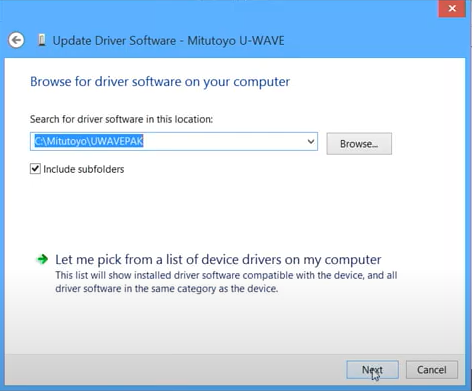 Update Driver Software - Mitutoyo U-WAVE
Browse for driver software on your computer
Search for driver software in this location:
C:\Mitutoyo\UWAVEPAK
Browse...
Include subfolders
Let me pick from a list of device drivers on my computer
This list will show installed driver software compatible with the device, and all
driver software in the same category as the device.
Next
Cancel